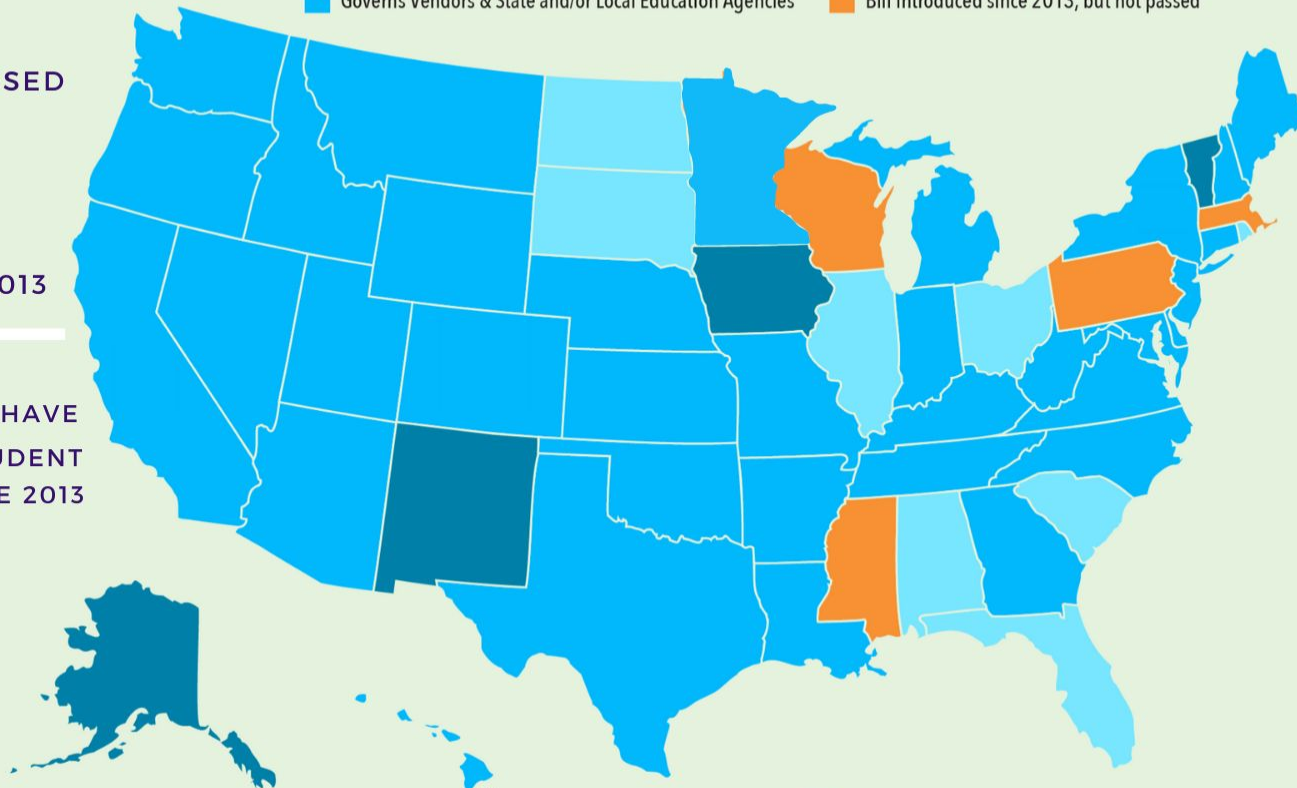 Governs Vendors & State and/or Local Education Agencies
Bill introduced since 2013, but not passed
SED
013
HAVE
UDENT
E 2013